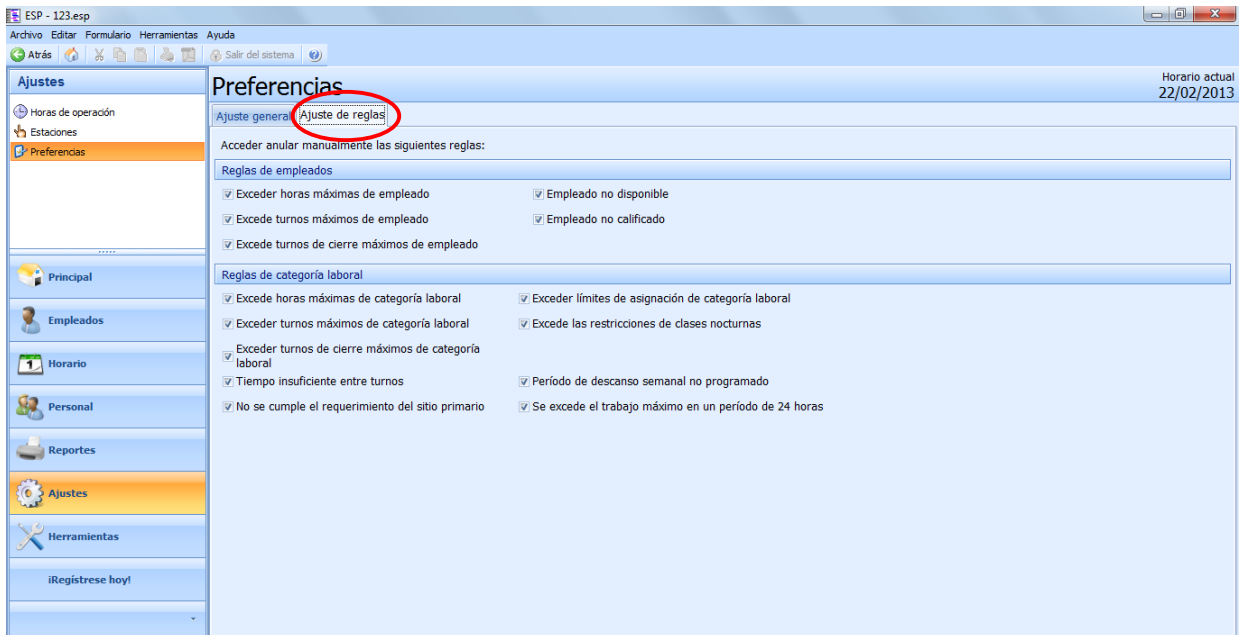 ESP - 123.esp
Archivo Editar Formulario Herramientas Ayuda
Atrás Salir del sistema
Ajustes
Horas de operación
Estaciones
Preferencias
Principal
Empleados
1
Horario
Personal
Reportes
Ajustes
Herramientas
¡Regístrese hoy!
Preferencias
Horario actual
22/02/2013
Ajuste general Ajuste de reglas
Acceder anular manualmente las siguientes reglas:
Reglas de empleados
Exceder horas máximas de empleado Empleado no disponible
Excede turnos máximos de empleado Empleado no calificado
Excede turnos de cierre máximos de empleado
Reglas de categoría laboral
Excede horas máximas de categoría laboral Exceder límites de asignación de categoría laboral
Exceder turnos máximos de categoría laboral Excede las restricciones de clases nocturnas
Exceder turnos de cierre máximos de categoría
laboral
Tiempo insuficiente entre turnos Período de descanso semanal no programado
No se cumple el requerimiento del sitio primario Se excede el trabajo máximo en un período de 24 horas